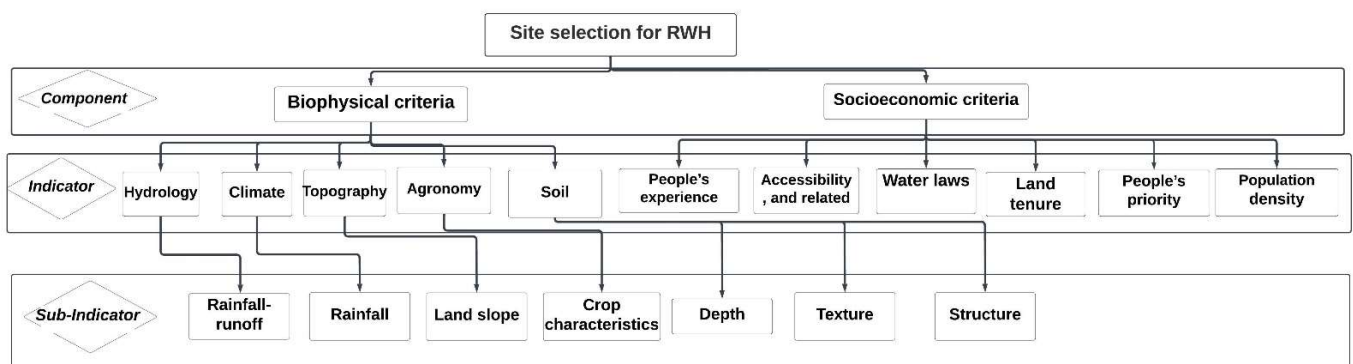 Site selection for RWH
Component
Biophysical criteria
Socioeconomic criteria
Indicator
Hydrology
Climate
Topography
Agronomy
Soil
People's
experience
Accessibility
, and related
Water laws
Land
tenure
People's
priority
Population
density
Sub-Indicator
Rainfall-
runoff
Rainfall
Land slope
Crop
characteristics
Depth
Texture
Structure